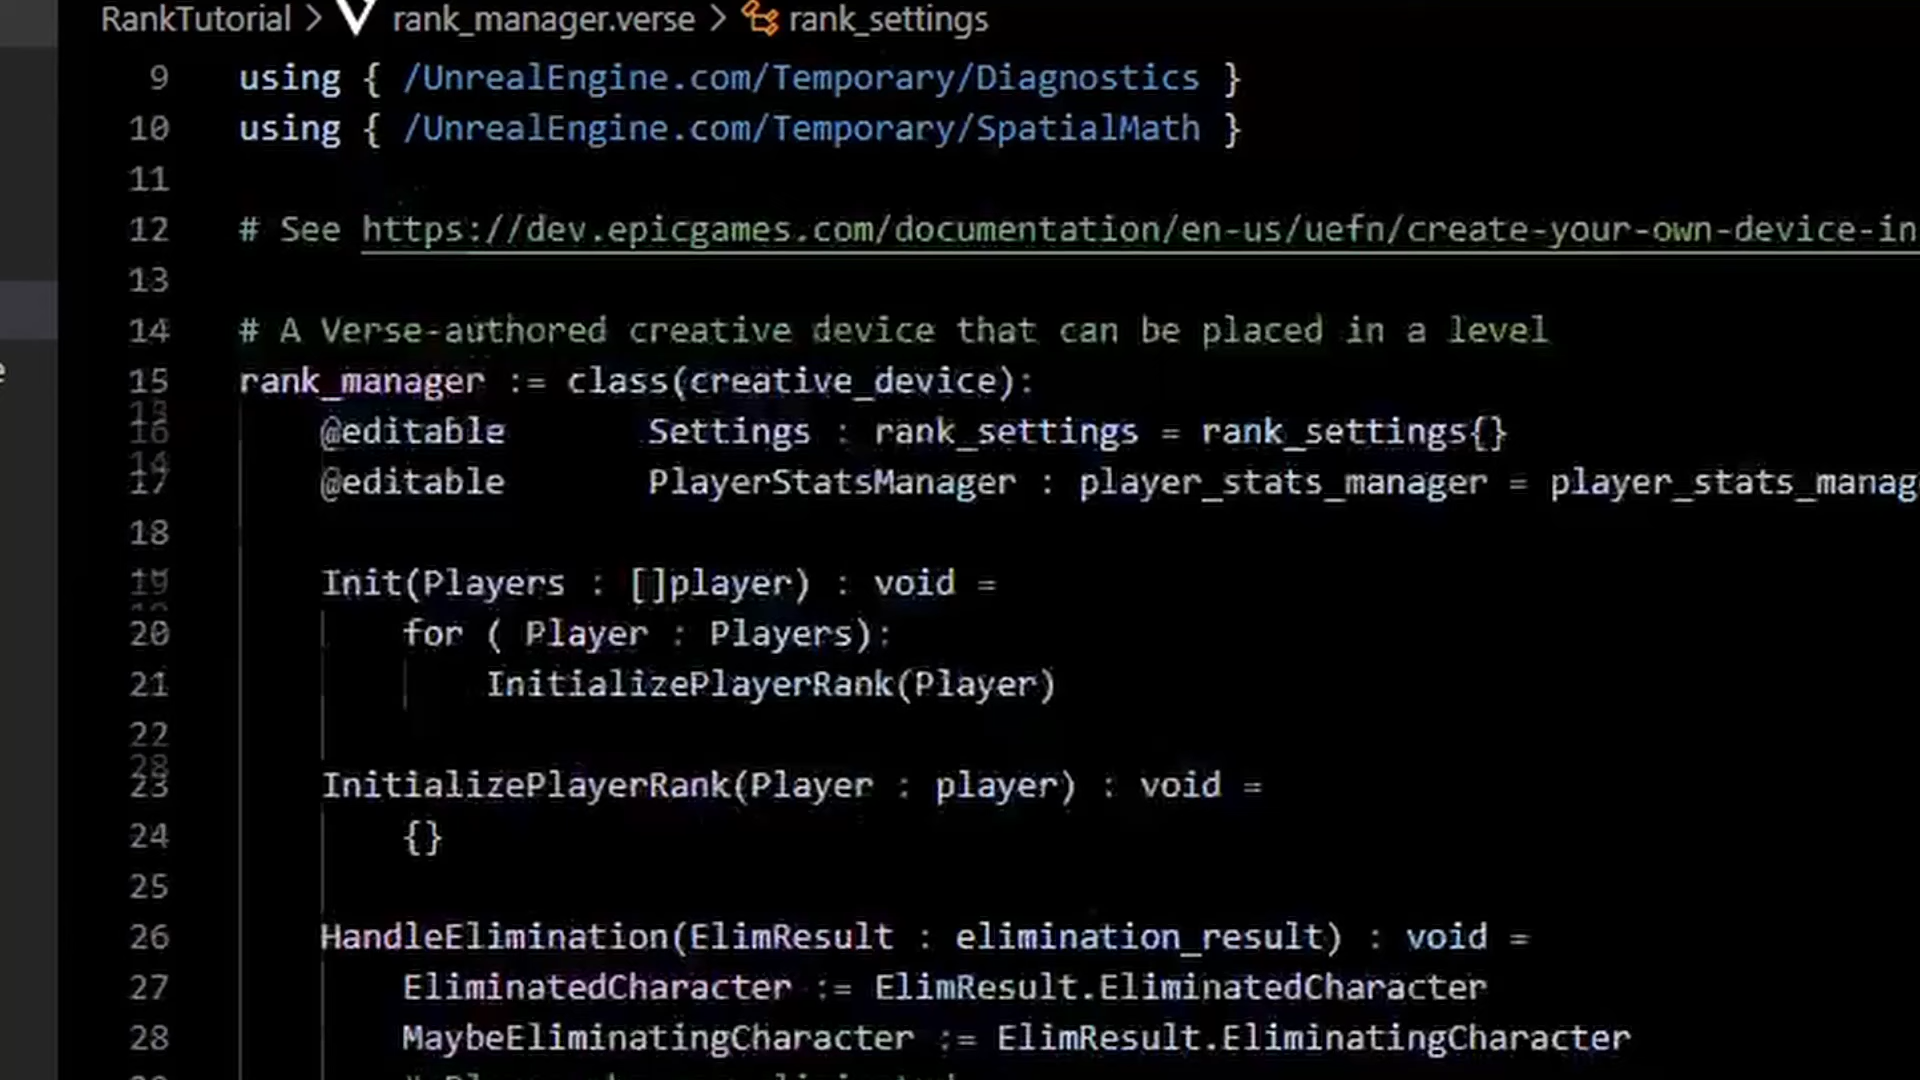 RankTutorial > rank_manager.verse > rank_settings
9 using { /UnrealEngine.com/Temporary/Diagnostics }
10 using { /UnrealEngine.com/Temporary/SpatialMath }
11
12 # See https://dev.epicgames.com/documentation/en-us/uefn/create-your-own-device-in
13
14 # A Verse-authored creative device that can be placed in a level
15 rank_manager := class(creative_device):
16 @editable Settings : rank_settings = rank_settings{}
17 @editable PlayerStatsManager : player_stats_manager = player_stats_manag
18
19 Init(Players : []player) : void =
20 for ( Player : Players):
21 InitializePlayerRank(Player)
22
23 InitializePlayerRank(Player : player) : void =
24 {}
25
26 HandleElimination(ElimResult : elimination_result) : void =
27 EliminatedCharacter := ElimResult.EliminatedCharacter
28 MaybeEliminatingCharacter := ElimResult.EliminatingCharacter